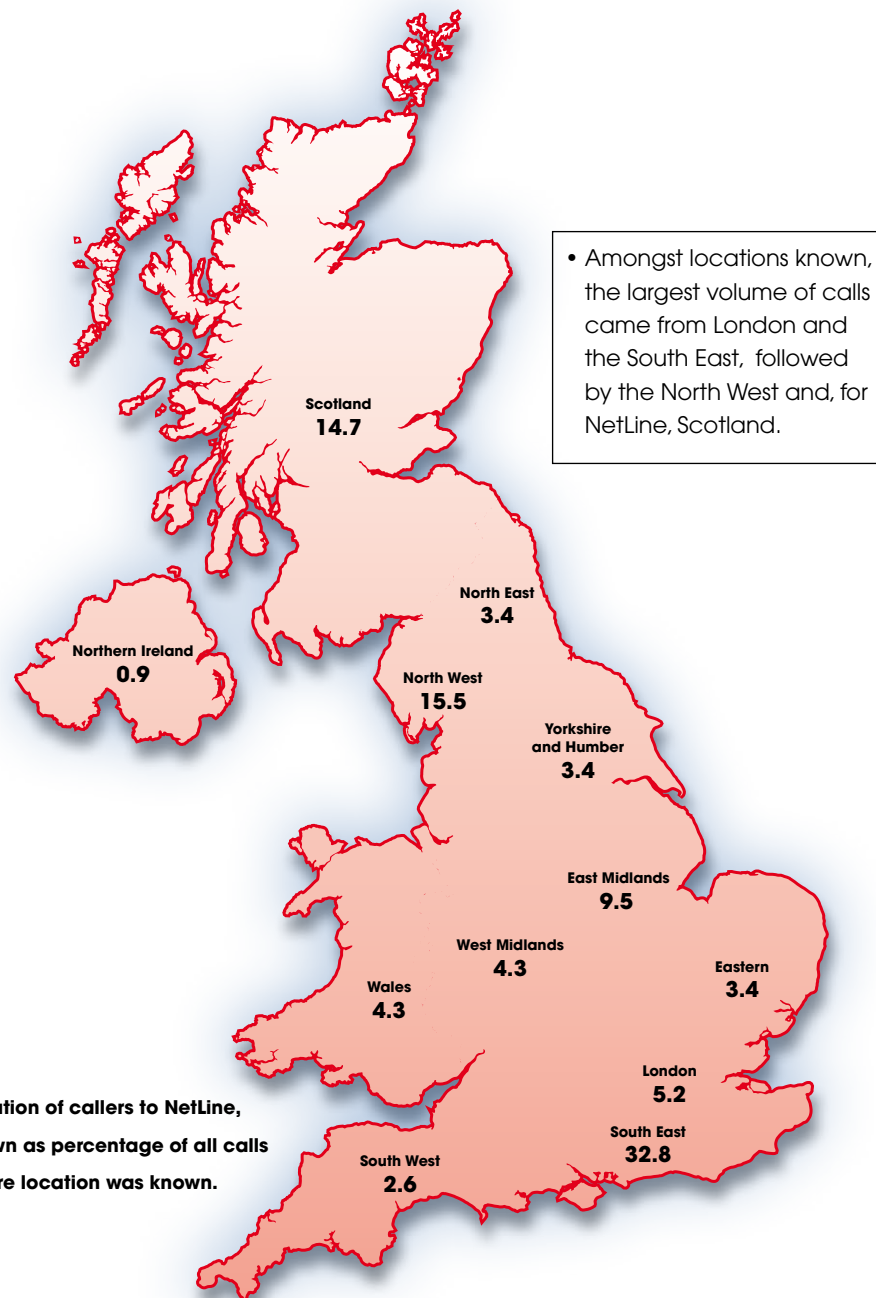 • Amongst locations known,
the largest volume of calls
came from London and
the South East, followed
by the North West and, for
NetLine, Scotland.
Scotland
14.7
North East
3.4
Northern Ireland
0.9
North West
15.5
Yorkshire
and Humber
3.4
East Midlands
9.5
West Midlands
4.3
Eastern
3.4
Wales
4.3
London
5.2
South East
32.8
South West
2.6
of callers to NetLine,
as percentage of all calls
location was known.